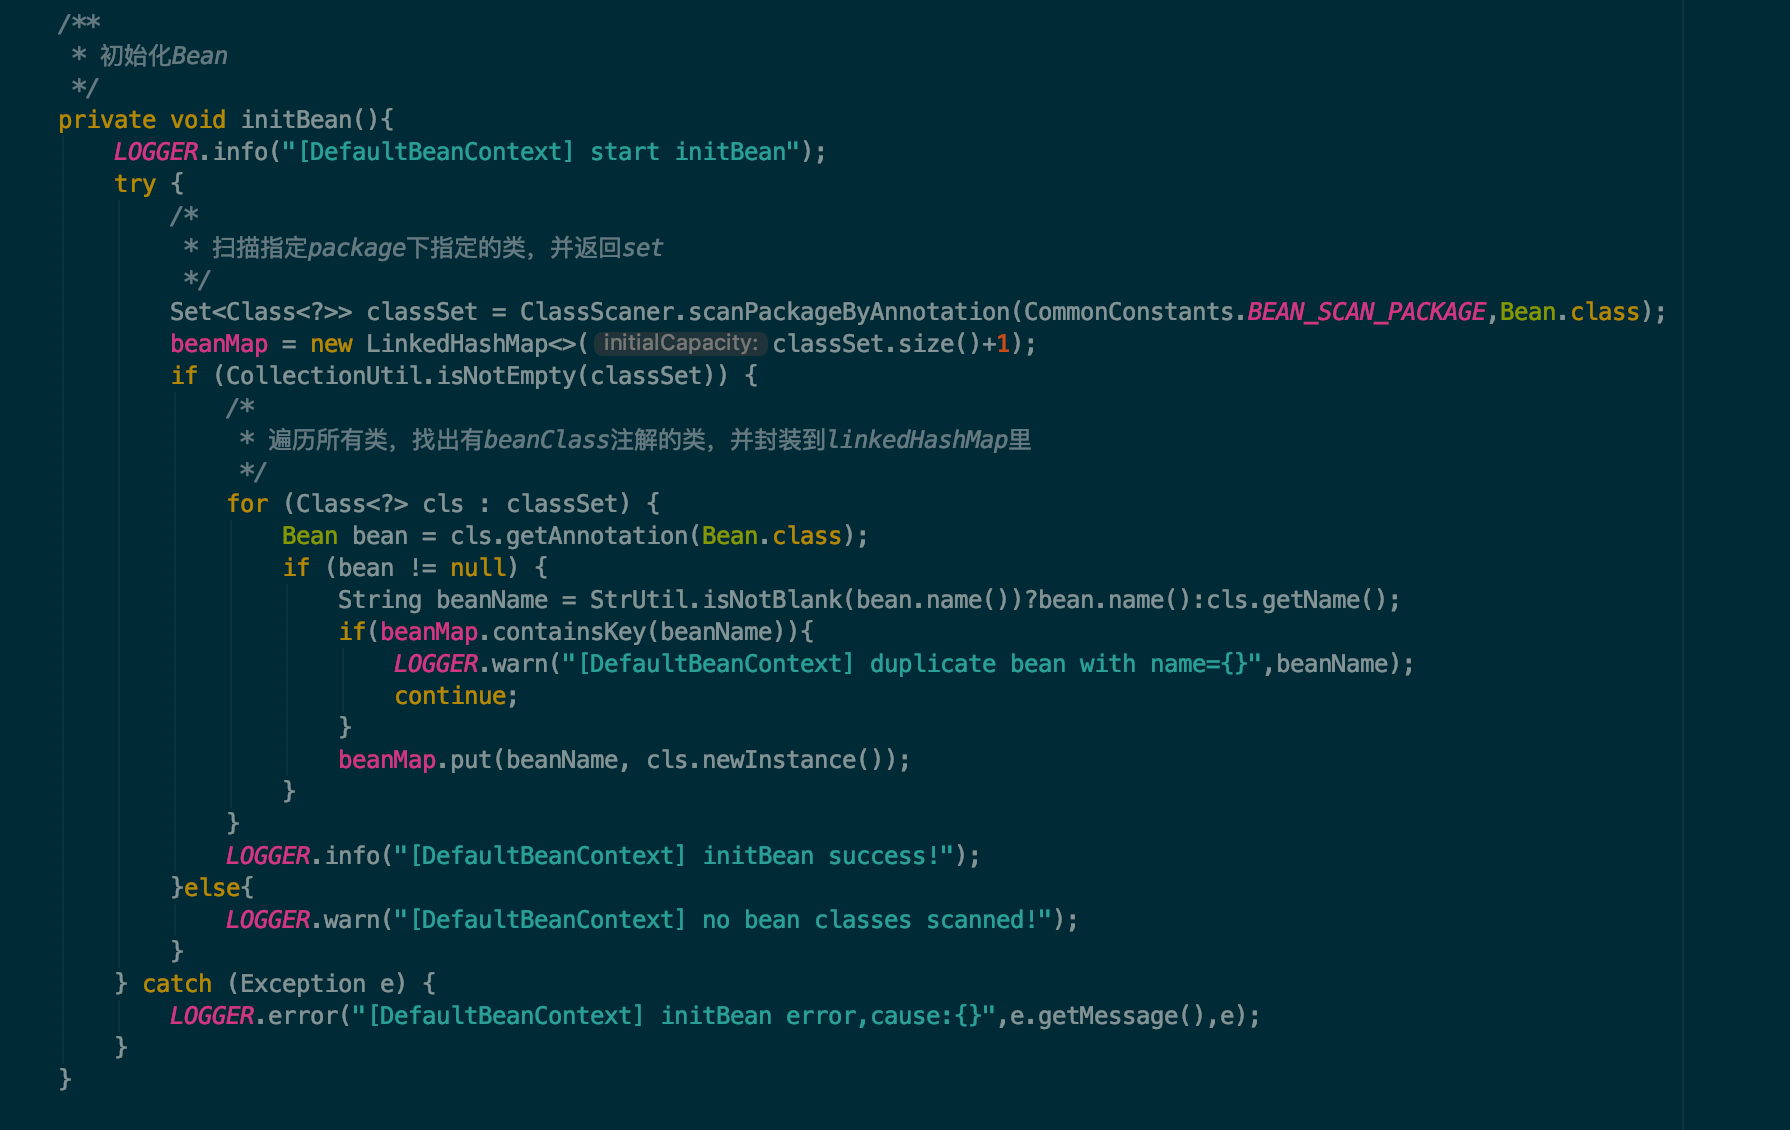 /**
 * 初始化Bean
 */
private void initBean(){
    LOGGER.info("[DefaultBeanContext] start initBean");
    try {
        /*
         * 扫描指定package下指定的类，并返回set
         */
        Set<Class<?>> classSet = ClassScaner.scanPackageByAnnotation(CommonConstants.BEAN_SCAN_PACKAGE,Bean.class);
        beanMap = new LinkedHashMap<>( initialCapacity: classSet.size()+1);
        if (CollectionUtil.isNotEmpty(classSet)) {
            /*
             * 遍历所有类，找出有beanClass注解的类，并封装到linkedHashMap里
             */
            for (Class<?> cls : classSet) {
                Bean bean = cls.getAnnotation(Bean.class);
                if (bean != null) {
                    String beanName = StrUtil.isNotBlank(bean.name())?bean.name():cls.getName();
                    if(beanMap.containsKey(beanName)){
                        LOGGER.warn("[DefaultBeanContext] duplicate bean with name={}",beanName);
                        continue;
                    }
                    beanMap.put(beanName, cls.newInstance());
                }
            }
            LOGGER.info("[DefaultBeanContext] initBean success!");
        }else{
            LOGGER.warn("[DefaultBeanContext] no bean classes scanned!");
        }
    } catch (Exception e) {
        LOGGER.error("[DefaultBeanContext] initBean error,cause:{}",e.getMessage(),e);
    }
}